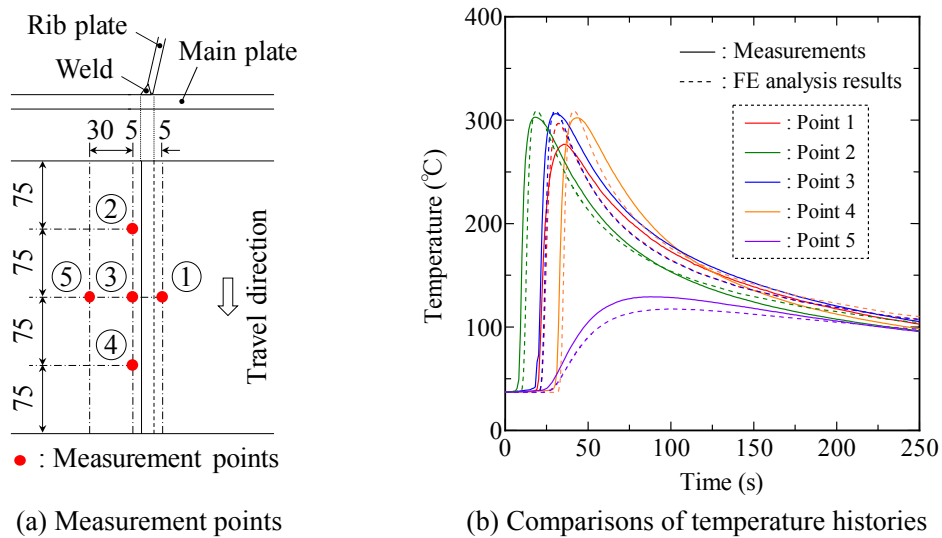 Rib plate
Weld
Main plate
30 5 5
75
75
75
75
②
⑤ ③ ①
④
Travel direction
: Measurement points
(a) Measurement points
400
300
200
100
0
0 50 100 150 200 250
Temperature (℃)
Time (s)
: Measurements
: FE analysis results
: Point 1
: Point 2
: Point 3
: Point 4
: Point 5
(b) Comparisons of temperature histories